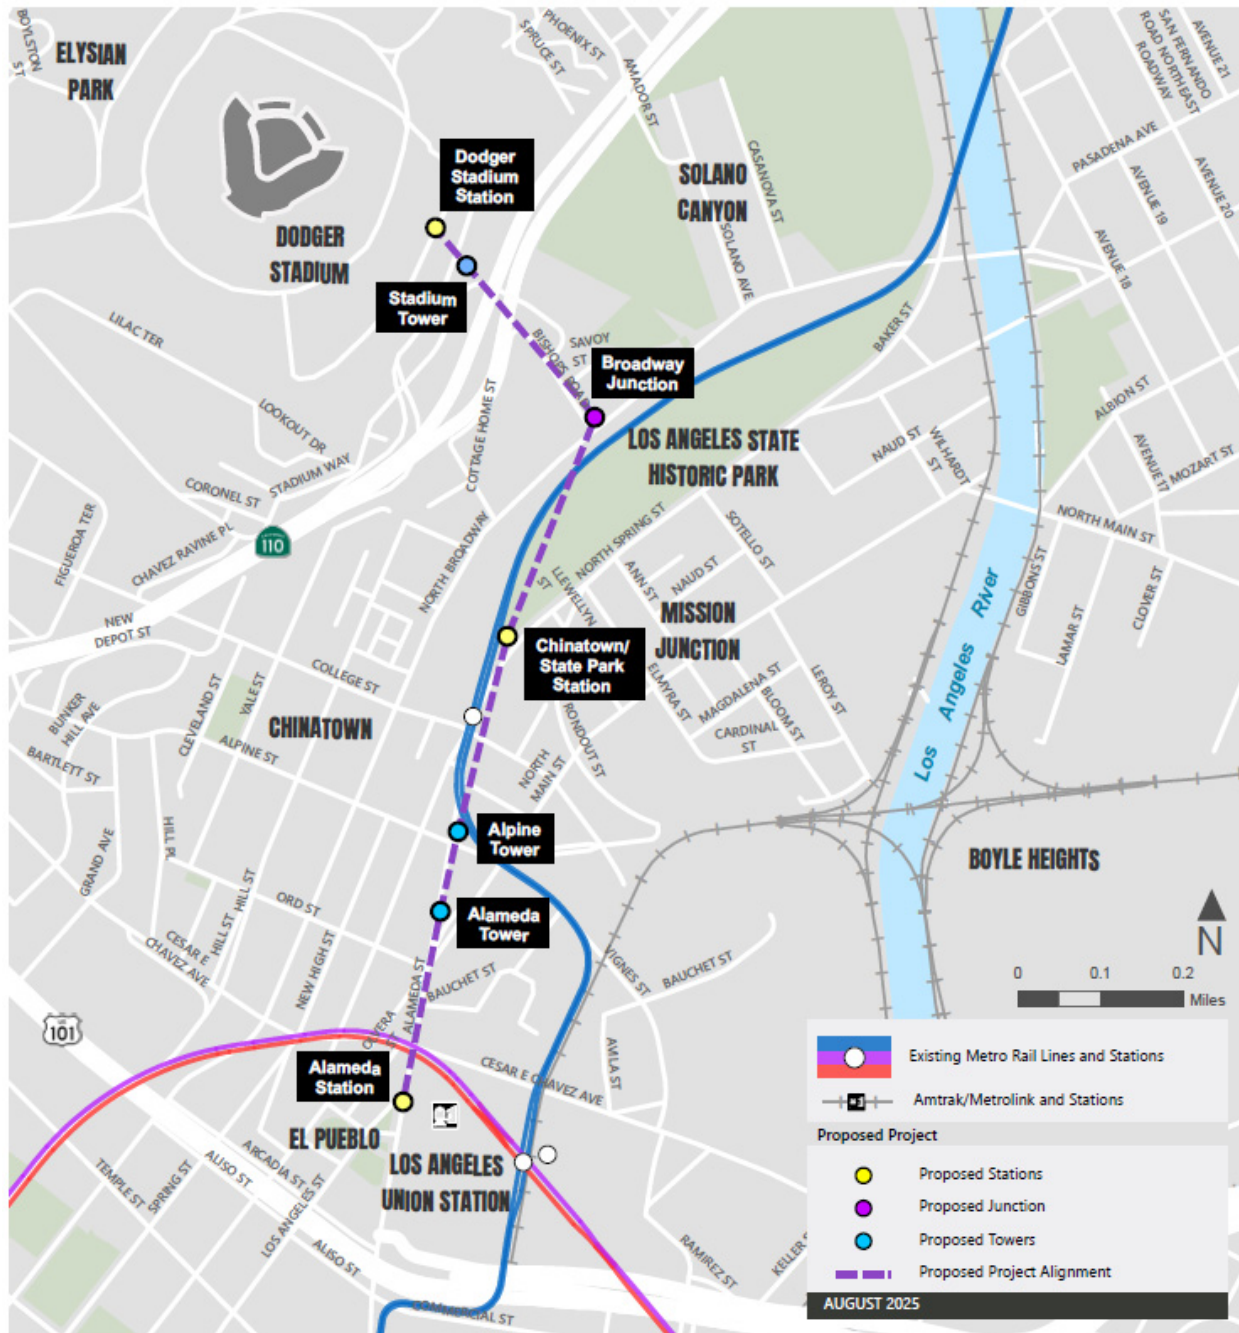 BOYLSTON
ST
ELYSIAN
PARK
PHOENIX ST
SPRUCE ST
AMADOR ST
SAN FERNANDO
ROAD NORTHEAST
ROADWAY
AVENUE 21
PASADENA AVE
AVENUE 20
AVENUE 19
AVENUE 18
CASANOVA ST
SOLANO
CANYON
SOLANO AVE
Dodger
Stadium
Station
DODGER
STADIUM
Stadium
Tower
LILAC TER
BISHOPS ROAD
SAVOY
ST
Broadway
Junction
BAKER ST
ALBION ST
AVENUE 17
MOZART ST
LOOKOUT DR
COTTAGE HOME ST
LOS ANGELES STATE
HISTORIC PARK
NAUD ST
WILHARDT
ST
STADIUM WAY
CORONEL ST
NORTH MAIN ST
FIGUEROA TER
CHAVEZ RAVINE PL
110
NORTH BROADWAY
NORTH SPRING ST
SOTELLO ST
LLEWELLYN
ST
ANN ST
NAUD ST
MISSION
JUNCTION
Los Angeles River
GIBBONS ST
CLOVER ST
LAMAR ST
NEW
DEPOT ST
COLLEGE ST
Chinatown/
State Park
Station
ELMYRA ST
MAGDALENA ST
BLOOM ST
LEROY ST
CARDINAL
ST
BUNKER
HILL AVE
BARTLETT ST
CLEVELAND ST
YALE ST
CHINATOWN
ALPINE ST
RONDOUT ST
NORTH
MAIN ST
GRAND AVE
HILL PL
Alpine
Tower
BOYLE HEIGHTS
HILL ST
HILL ST
ORD ST
Alameda
Tower
CESAR E
CHAVEZ AVE
NEW HIGH ST
ALAMEDA ST
BAUCHET ST
VIGNES ST
BAUCHET ST
N
0 0.1 0.2
Miles
101
OLVERA
ST
Alameda
Station
CESAR E CHAVEZ AVE
AVILA ST
EL PUEBLO
LOS ANGELES
UNION STATION
ARCADIA ST
ALISO ST
TEMPLE ST
SPRING ST
LOS ANGELES ST
ALISO ST
RAMIREZ ST
KELLER S
COMMERCIAL ST
Existing Metro Rail Lines and Stations
Amtrak/Metrolink and Stations
Proposed Project
Proposed Stations
Proposed Junction
Proposed Towers
Proposed Project Alignment
AUGUST 2025